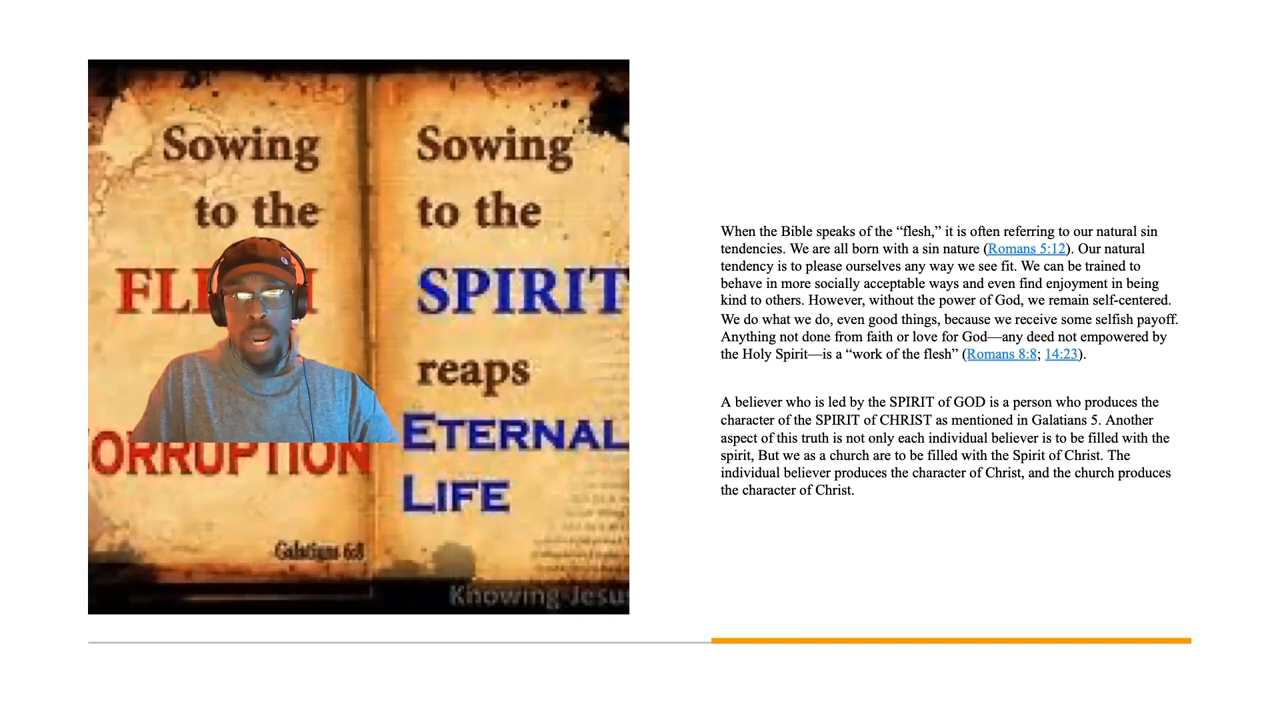 Sowing
to the
Galatians 6:8
Sowing
to the
SPIRIT
reaps
ETERNAL
LIFE
Knowing-Jesus
When the Bible speaks of the “flesh,” it is often referring to our natural sin
tendencies. We are all born with a sin nature (Romans 5:12). Our natural
tendency is to please ourselves any way we see fit. We can be trained to
behave in more socially acceptable ways and even find enjoyment in being
kind to others. However, without the power of God, we remain self-centered.
We do what we do, even good things, because we receive some selfish payoff.
Anything not done from faith or love for God—any deed not empowered by
the Holy Spirit—is a “work of the flesh” (Romans 8:8; 14:23).
A believer who is led by the SPIRIT of GOD is a person who produces the
character of the SPIRIT of CHRIST as mentioned in Galatians 5. Another
aspect of this truth is not only each individual believer is to be filled with the
spirit, But we as a church are to be filled with the Spirit of Christ. The
individual believer produces the character of Christ, and the church produces
the character of Christ.